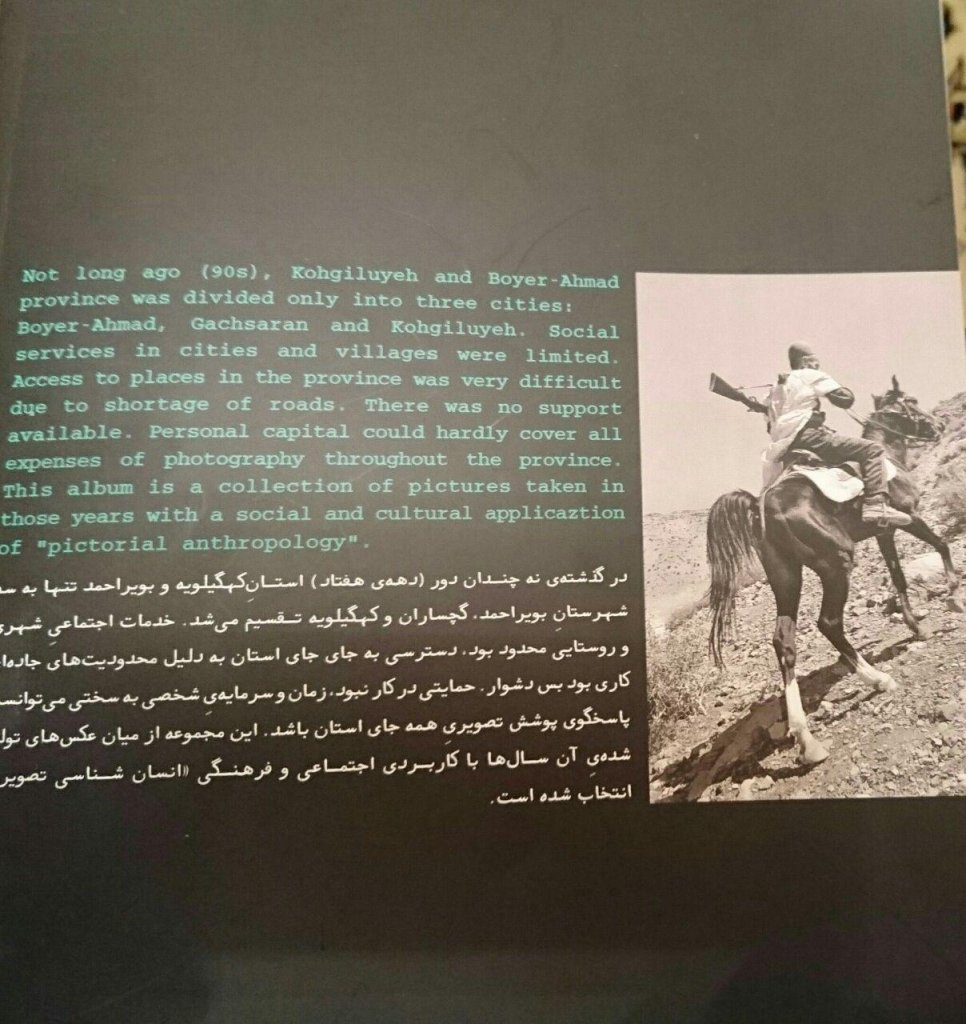 Not long ago (90s), Kohgiluyeh and Boyer-Ahmad
province was divided only into three cities:
Boyer-Ahmad, Gachsaran and Kohgiluyeh. Social
services in cities and villages were limited.
Access to places in the province was very difficult
due to shortage of roads. There was no support
available. Personal capital could hardly cover all
expenses of photography throughout the province.
This album is a collection of pictures taken in
those years with a social and cultural applicaztion
of "pictorial anthropology".
در گذشته‌ی نه چندان دور (دهه‌ی هفتاد) استانِ کهگیلویه و بویراحمد تنها به
شهرستانِ بویراحمد، گچساران و کهگیلویه تقسیم می‌شد. خدمات اجتماعیِ شهری
و روستایی محدود بود، دسترسی به جای جای استان به دلیل محدودیت‌های
کاری بود بس دشوار. حمایتی در کار نبود، زمان و سرمایه‌یِ شخصی به سختی
پاسخگوی پوشش تصویریِ همه جای استان باشد. این مجموعه از میان عکس‌های
شده‌یِ آن سال‌ها با کاربردی اجتماعی و فرهنگی «انسان شناسی
انتخاب شده است.